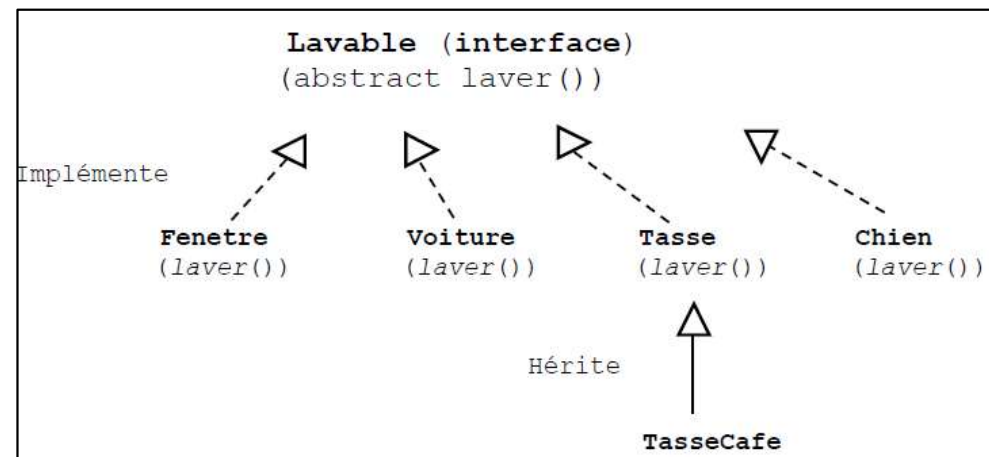 Lavable (interface)
(abstract laver())
Implémente
Fenetre Voiture Tasse Chien
(laver()) (laver()) (laver()) (laver())
Hérite
TasseCafe